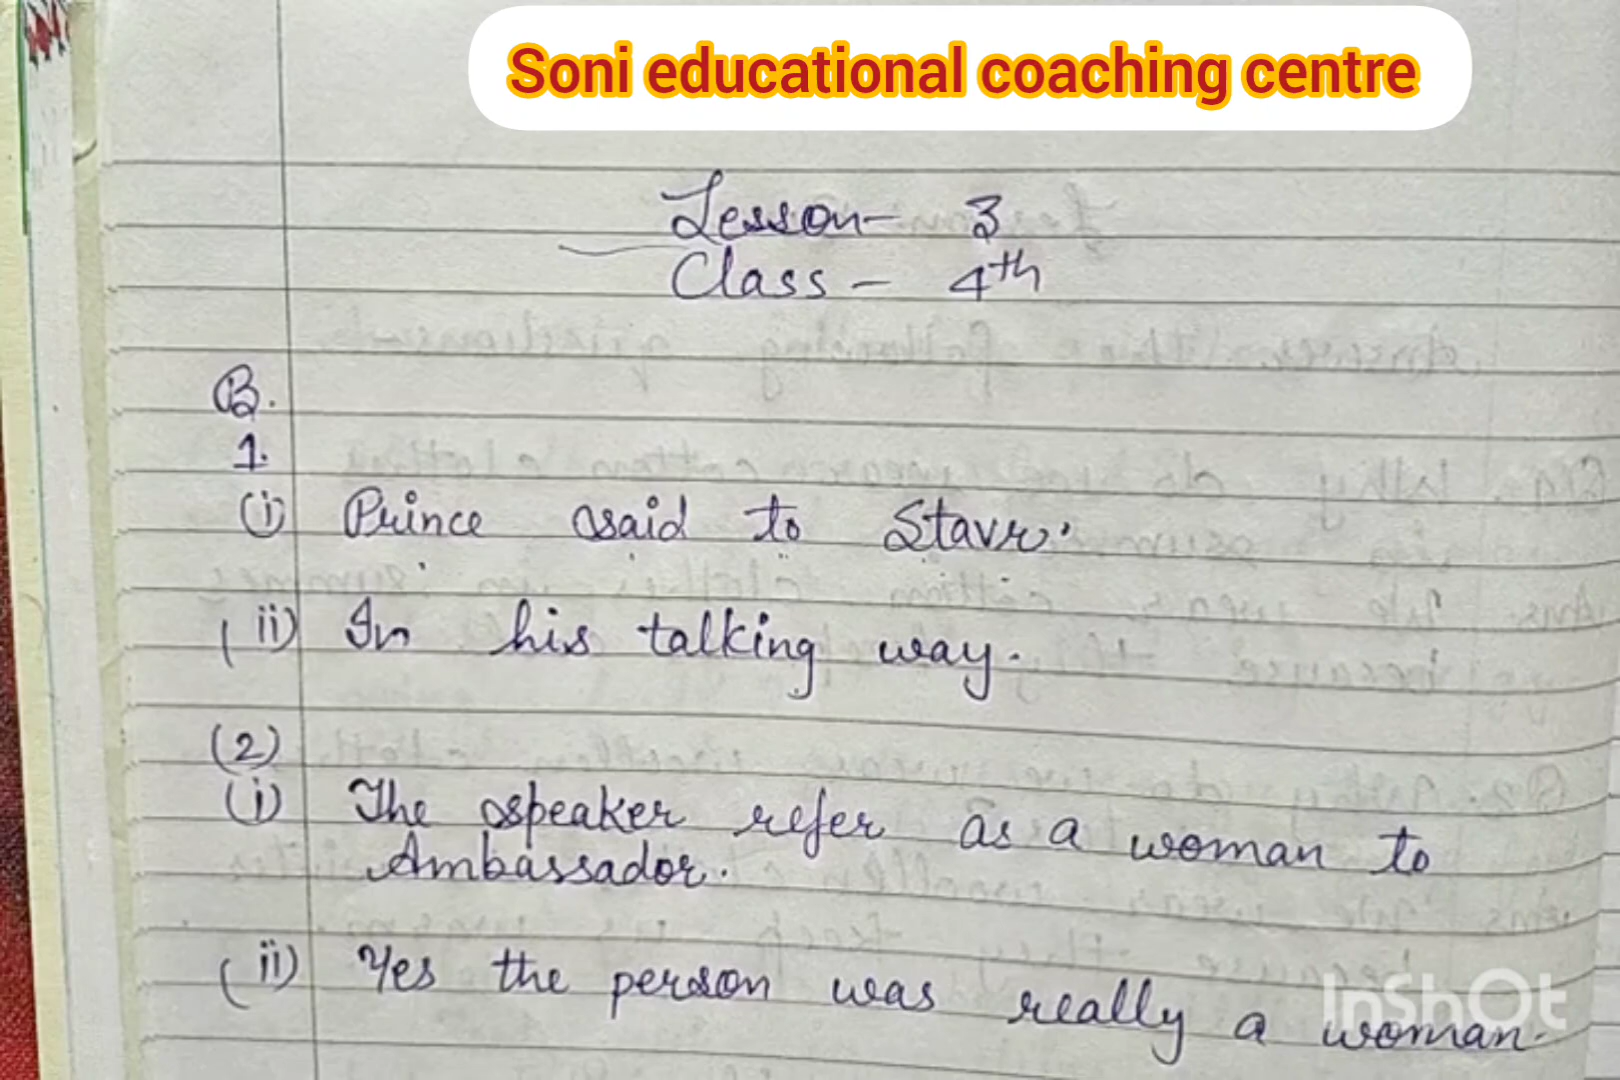 Soni educational coaching centre
Lesson- 3
Class - 4th
B.
1.
(i) Prince said to Stavr.
(ii) In his talking way.
(2)
(i) The speaker refer as a woman to
Ambassador.
(ii) Yes the person was really a woman.
InShOt